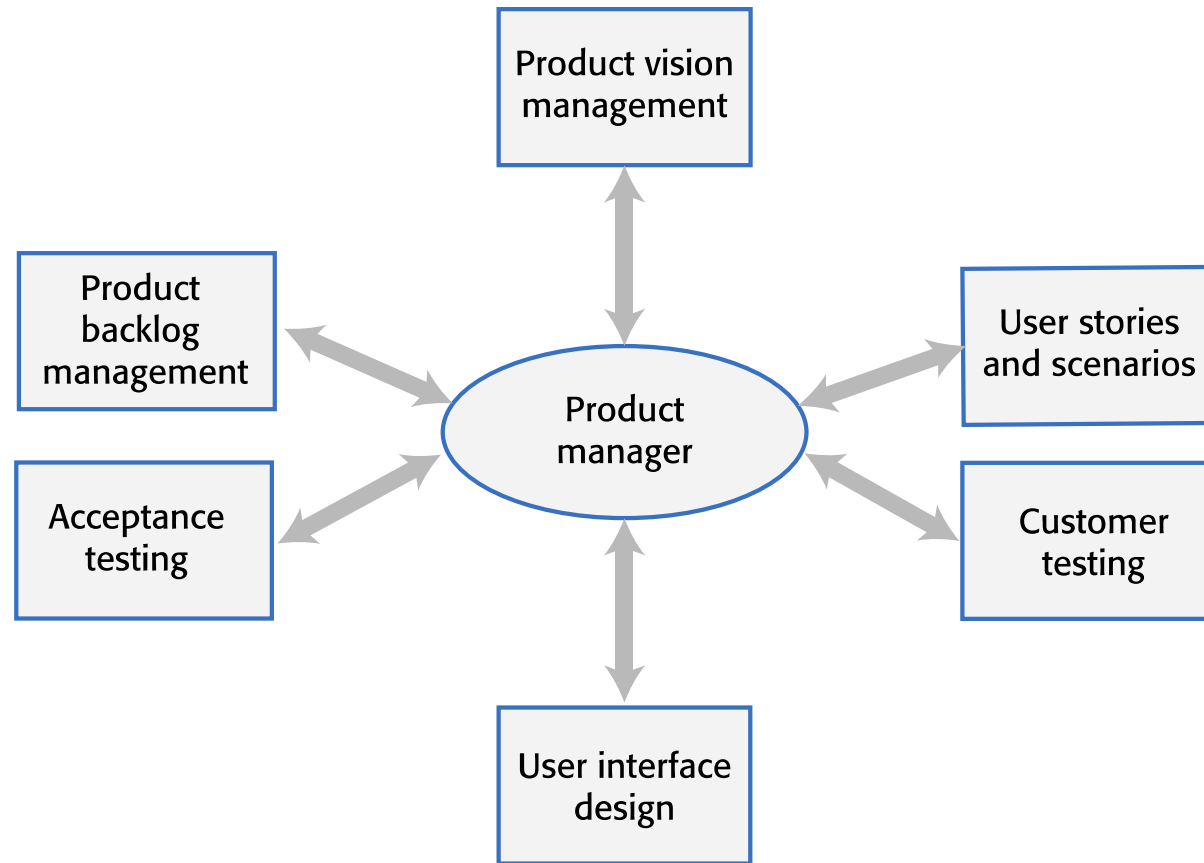 Product vision
management
Product
backlog
management
User stories
and scenarios
Product
manager
Acceptance
testing
Customer
testing
User interface
design